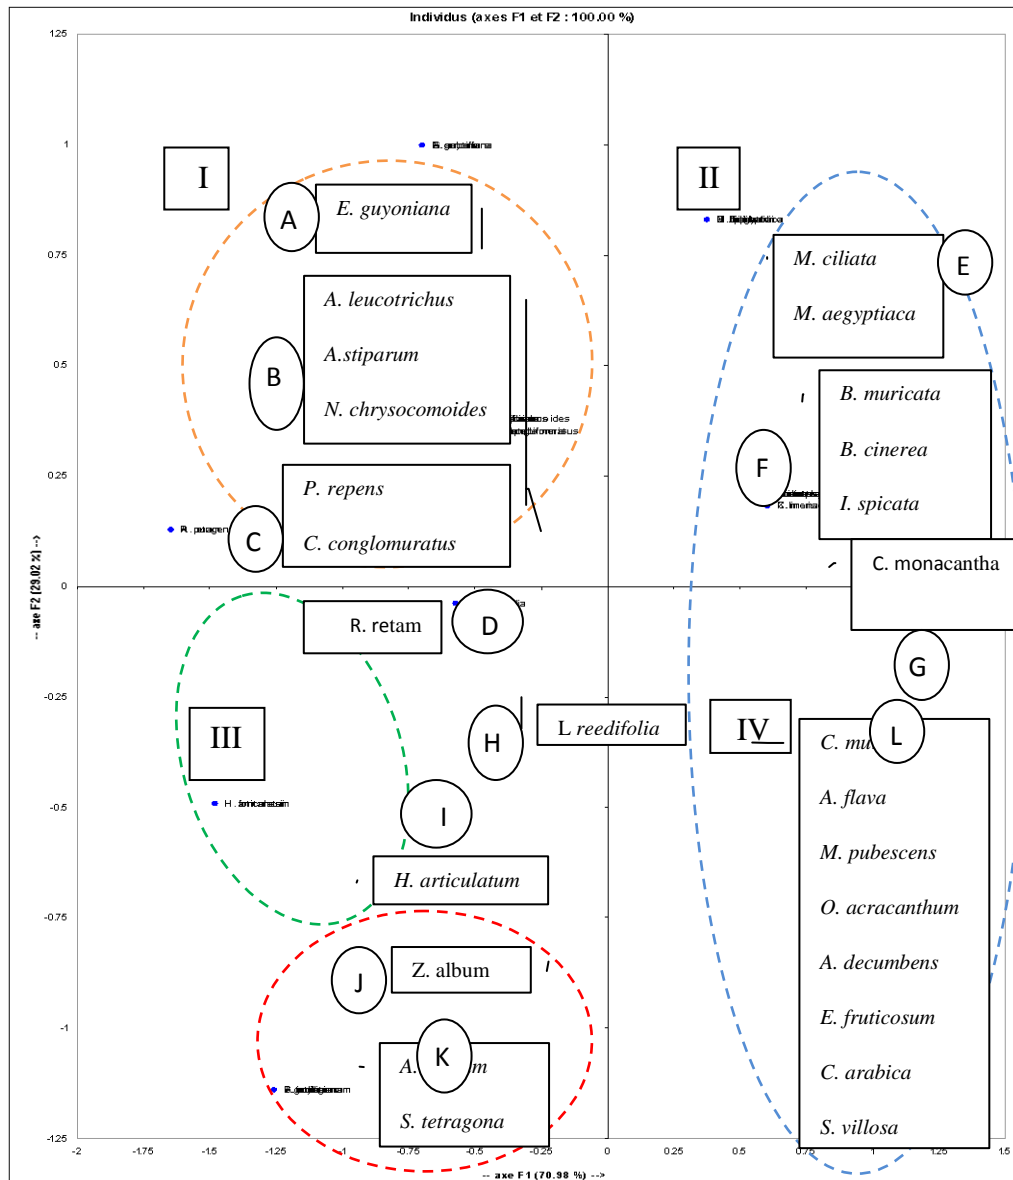 Individus (axes F1 et F2 : 100.00 %)
-- axe F2 (29.02 %) -->
1.25
1
0.75
0.5
0.25
0
-0.25
-0.5
-0.75
-1
-1.25
I
II
A
E. guyoniana
E
M. ciliata
M. aegyptiaca
B
A. leucotrichus
A.stiparum
N. chrysocomoides
F
B. muricata
B. cinerea
I. spicata
C
P. repens
C. conglomuratus
C. monacantha
R. retam
D
G
III
H
L reedifolia
IV
L
C.
A. flava
M. pubescens
O. acracanthum
A. decumbens
E. fruticosum
C. arabica
S. villosa
I
H. articulatum
J
Z. album
K
A.
S. tetragona
-2 -1.75 -1.5 -1.25 -1 -0.75 -0.5 -0.25 0 0.25 0.5 0.75 1 1.25 1.5
-- axe F1 (70.98 %) -->